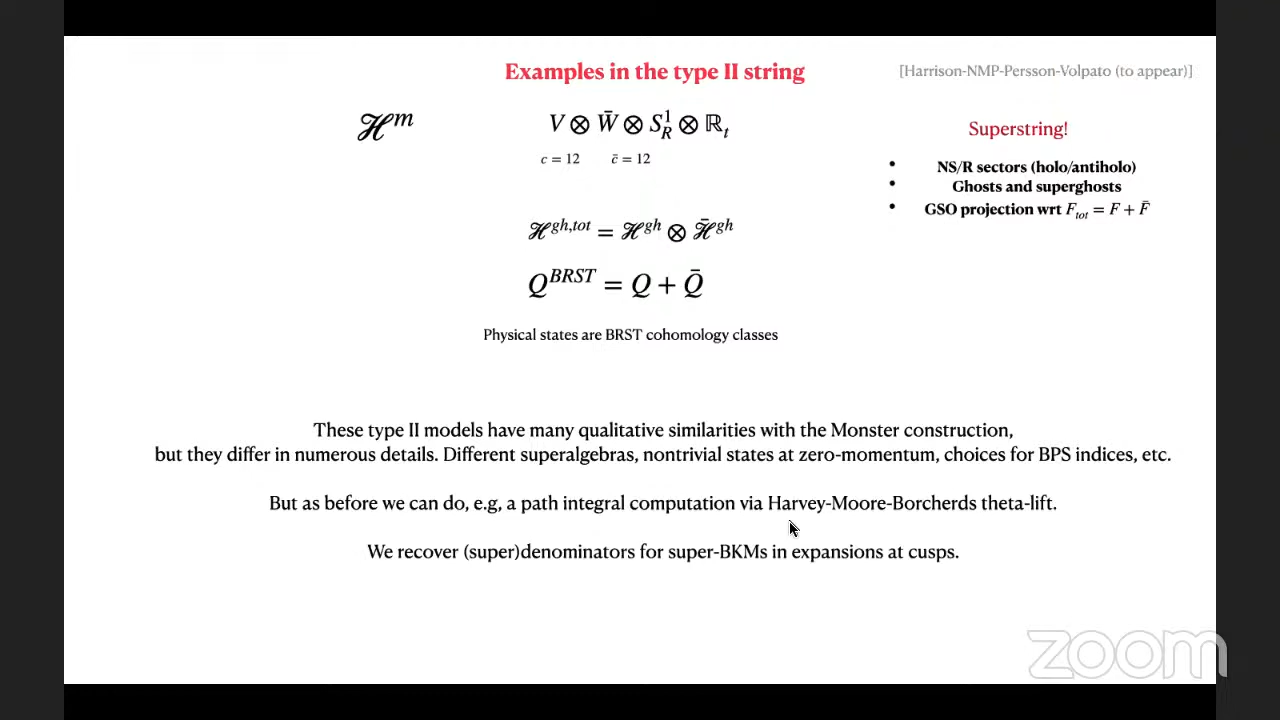 Examples in the type II string
[Harrison-NMP-Persson-Volpato (to appear)]
ℋᵐ
V ⊗ W̄ ⊗ S¹_R ⊗ ℝ_t
c = 12 c̄ = 12
Superstring!
• NS/R sectors (holo/antiholo)
• Ghosts and superghosts
• GSO projection wrt F_tot = F + F̄
ℋ^{gh,tot} = ℋ^{gh} ⊗ ℋ̄^{gh}
Q^{BRST} = Q + Q̄
Physical states are BRST cohomology classes
These type II models have many qualitative similarities with the Monster construction,
but they differ in numerous details. Different superalgebras, nontrivial states at zero-momentum, choices for BPS indices, etc.
But as before we can do, e.g, a path integral computation via Harvey-Moore-Borcherds theta-lift.
We recover (super)denominators for super-BKMs in expansions at cusps.
zoom